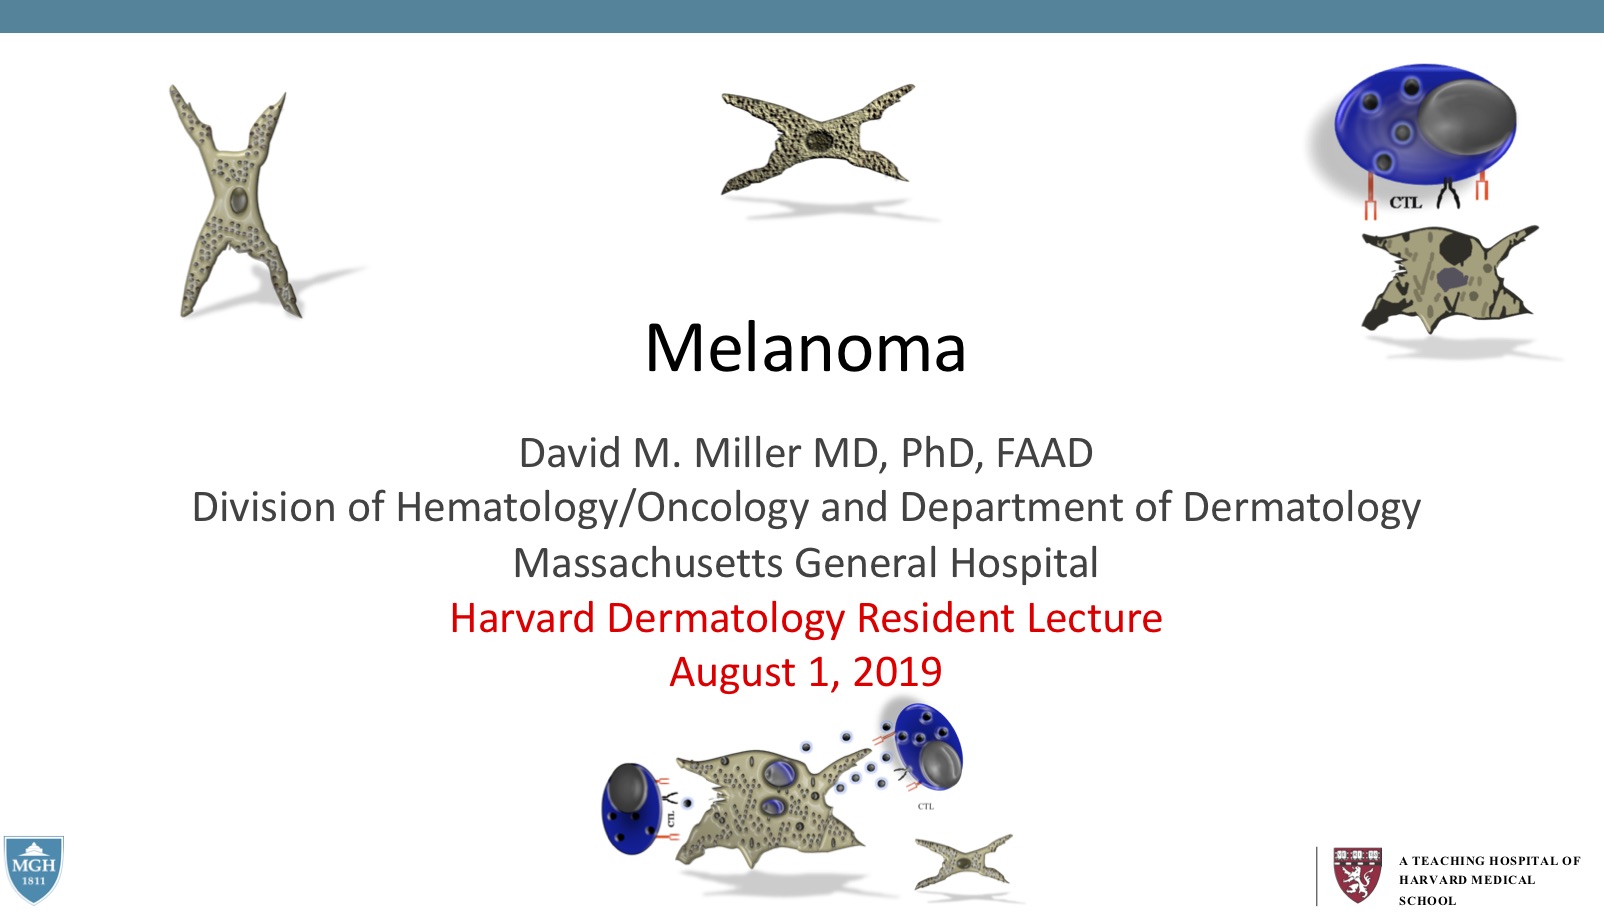 CTL
Melanoma
David M. Miller MD, PhD, FAAD
Division of Hematology/Oncology and Department of Dermatology
Massachusetts General Hospital
Harvard Dermatology Resident Lecture
August 1, 2019
CTL
CTL
MGH
1811
A TEACHING HOSPITAL OF
HARVARD MEDICAL
SCHOOL